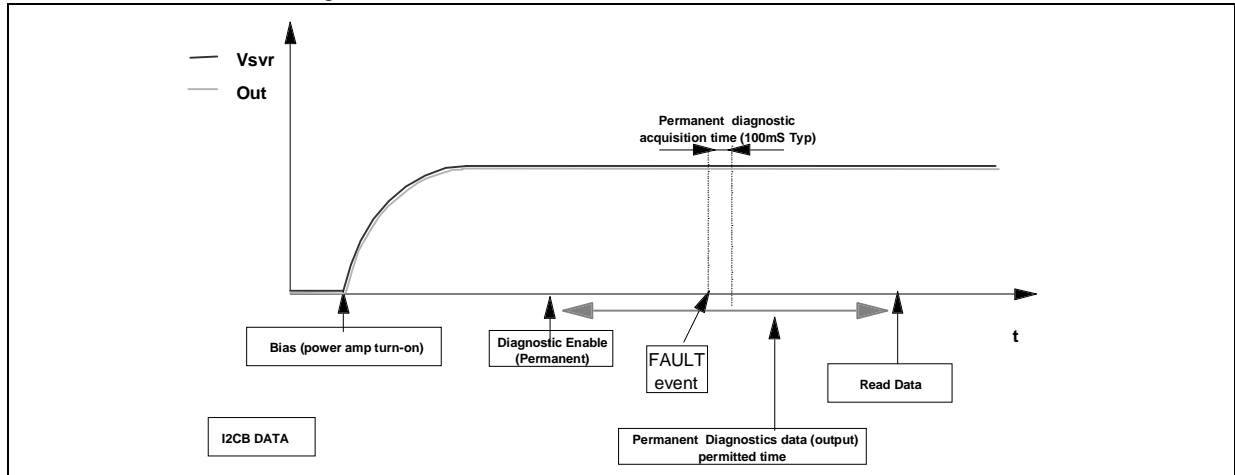 Vsvr
Out
Permanent diagnostic
acquisition time (100mS Typ)
t
Bias (power amp turn-on)
Diagnostic Enable
(Permanent)
FAULT
event
Read Data
I2CB DATA
Permanent Diagnostics data (output)
permitted time